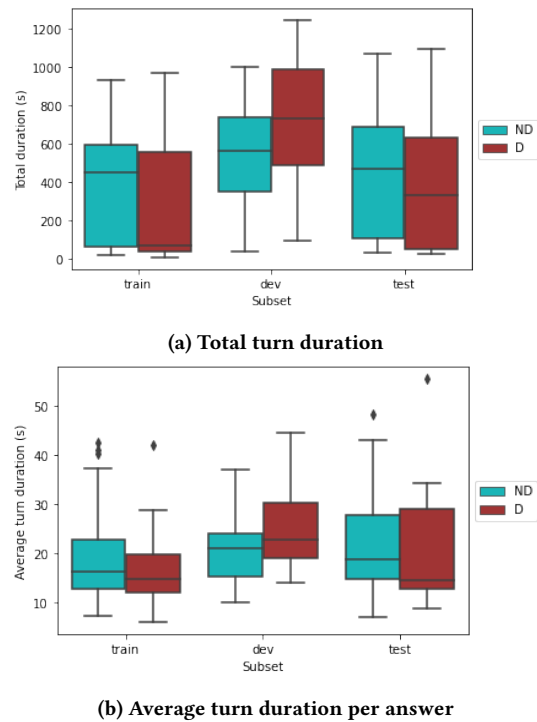 1200
1000
800
600
400
200
0
Total duration (s)
train dev test
Subset
ND
D
(a) Total turn duration
50
40
30
20
10
Average turn duration (s)
train dev test
Subset
ND
D
(b) Average turn duration per answer